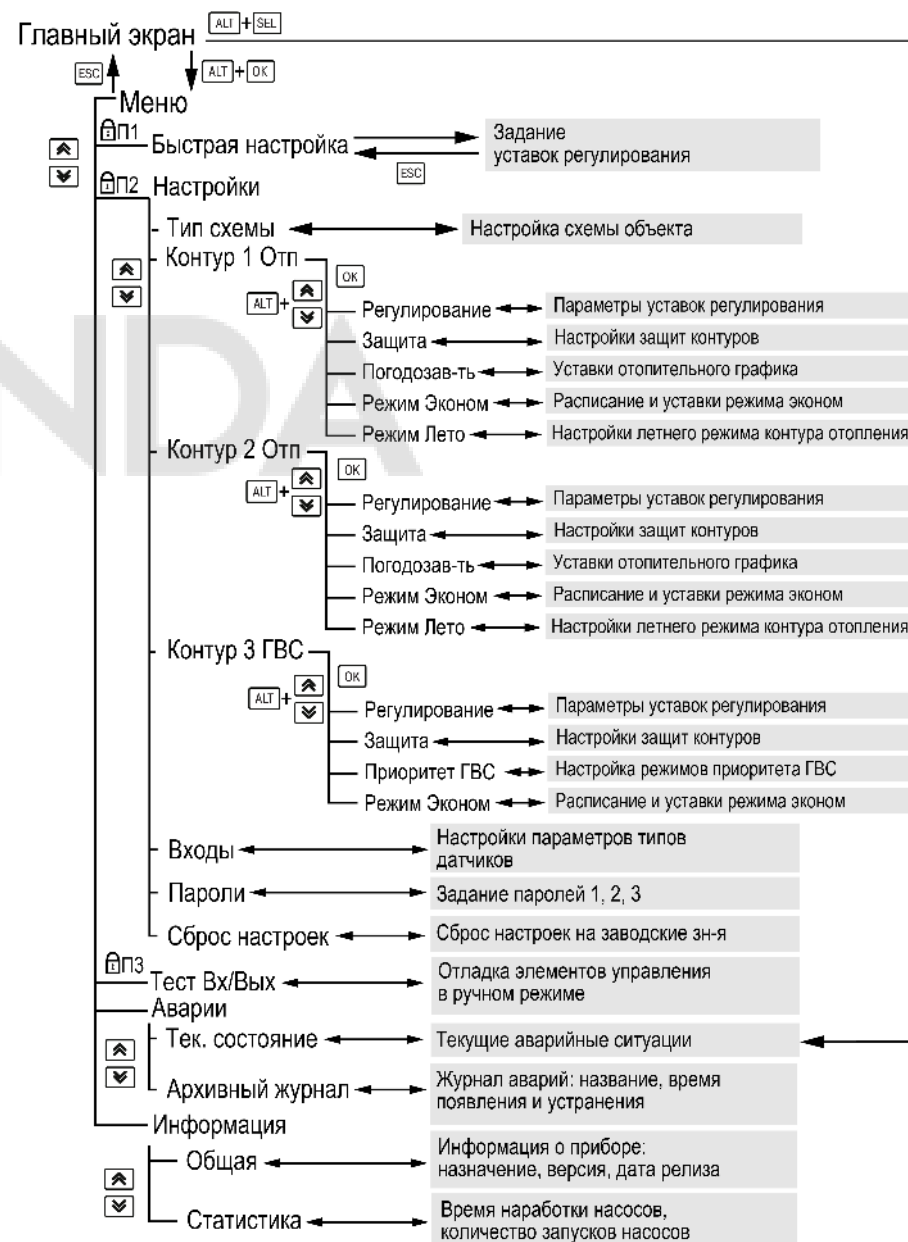 Главный экран ALT + SEL
ESC ALT + OK
Меню
П1
Быстрая настройка
Задание
уставок регулирования
ESC
П2 Настройки
Тип схемы Настройка схемы объекта
Контур 1 Отп
OK
ALT +
Регулирование Параметры уставок регулирования
Защита Настройки защит контуров
Погодозав-ть Уставки отопительного графика
Режим Эконом Расписание и уставки режима эконом
Режим Лето Настройки летнего режима контура отопления
Контур 2 Отп
OK
ALT +
Регулирование Параметры уставок регулирования
Защита Настройки защит контуров
Погодозав-ть Уставки отопительного графика
Режим Эконом Расписание и уставки режима эконом
Режим Лето Настройки летнего режима контура отопления
Контур 3 ГВС
OK
ALT +
Регулирование Параметры уставок регулирования
Защита Настройки защит контуров
Приоритет ГВС Настройка режимов приоритета ГВС
Режим Эконом Расписание и уставки режима эконом
Входы
Настройки параметров типов
датчиков
Пароли Задание паролей 1, 2, 3
Сброс настроек Сброс настроек на заводские зн-я
П3
Тест Вх/Вых
Отладка элементов управления
в ручном режиме
Аварии
Тек. состояние Текущие аварийные ситуации
Архивный журнал
Журнал аварий: название, время
появления и устранения
Информация
Общая
Информация о приборе:
назначение, версия, дата релиза
Статистика
Время наработки насосов,
количество запусков насосов
NDA